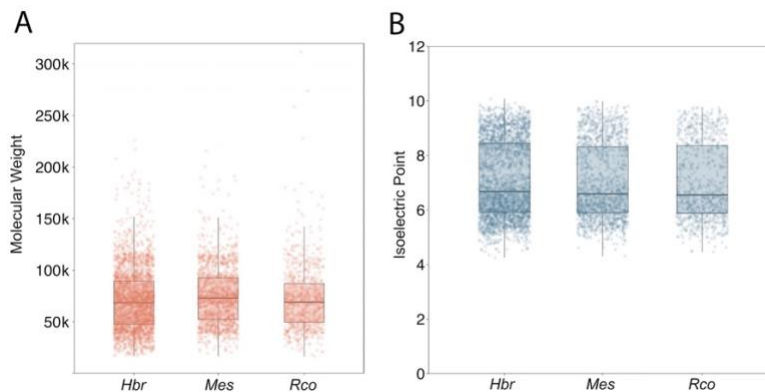 A
Molecular Weight
300k
250k
200k
150k
100k
50k
Hbr Mes Rco
B
Isoelectric Point
12
10
8
6
4
2
0
Hbr Mes Rco